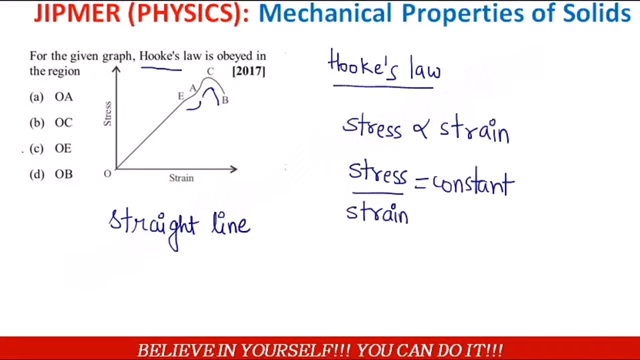 JIPMER (PHYSICS): Mechanical Properties of Solids
For the given graph, Hooke's law is obeyed in
the region [2017]
(a) OA
(b) OC
(c) OE
(d) OB
Stress
Strain
O
E
A
C
B
straight line
Hooke's law
stress ∝ strain
stress = constant
strain
BELIEVE IN YOURSELF!!! YOU CAN DO IT!!!